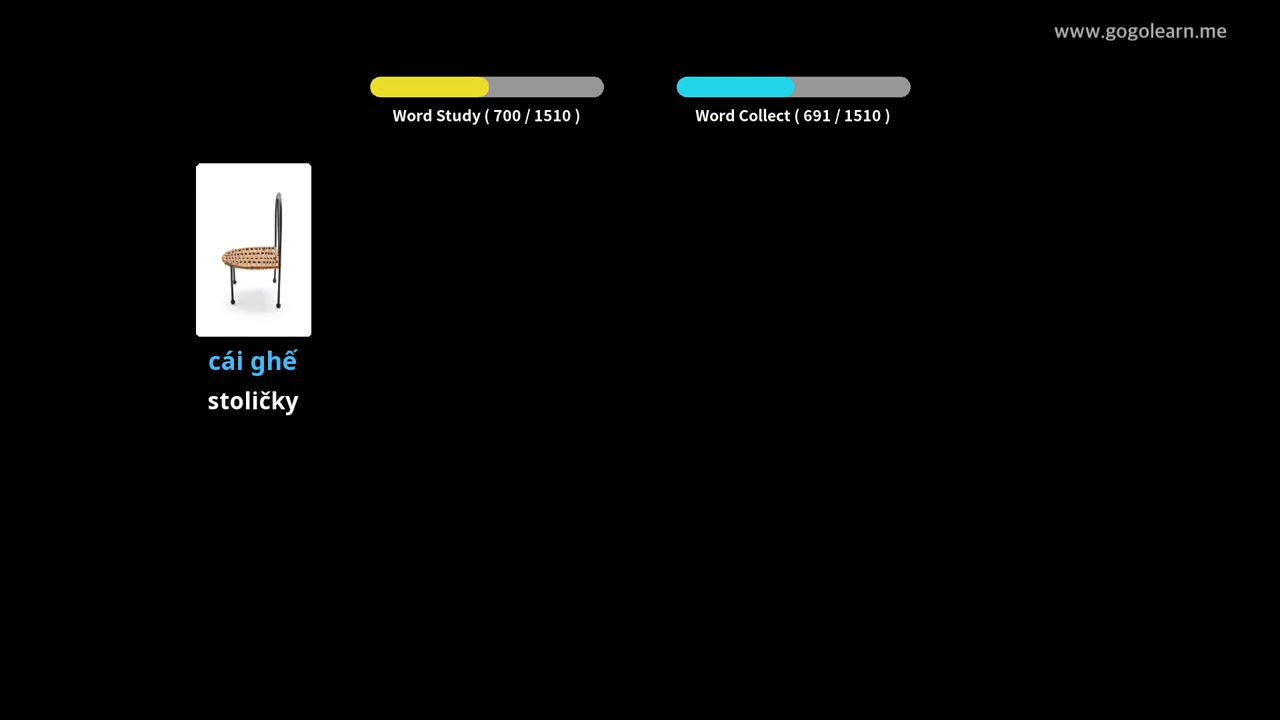 www.gogolearn.me
Word Study ( 700 / 1510 )
Word Collect ( 691 / 1510 )
cái ghế
stoličky